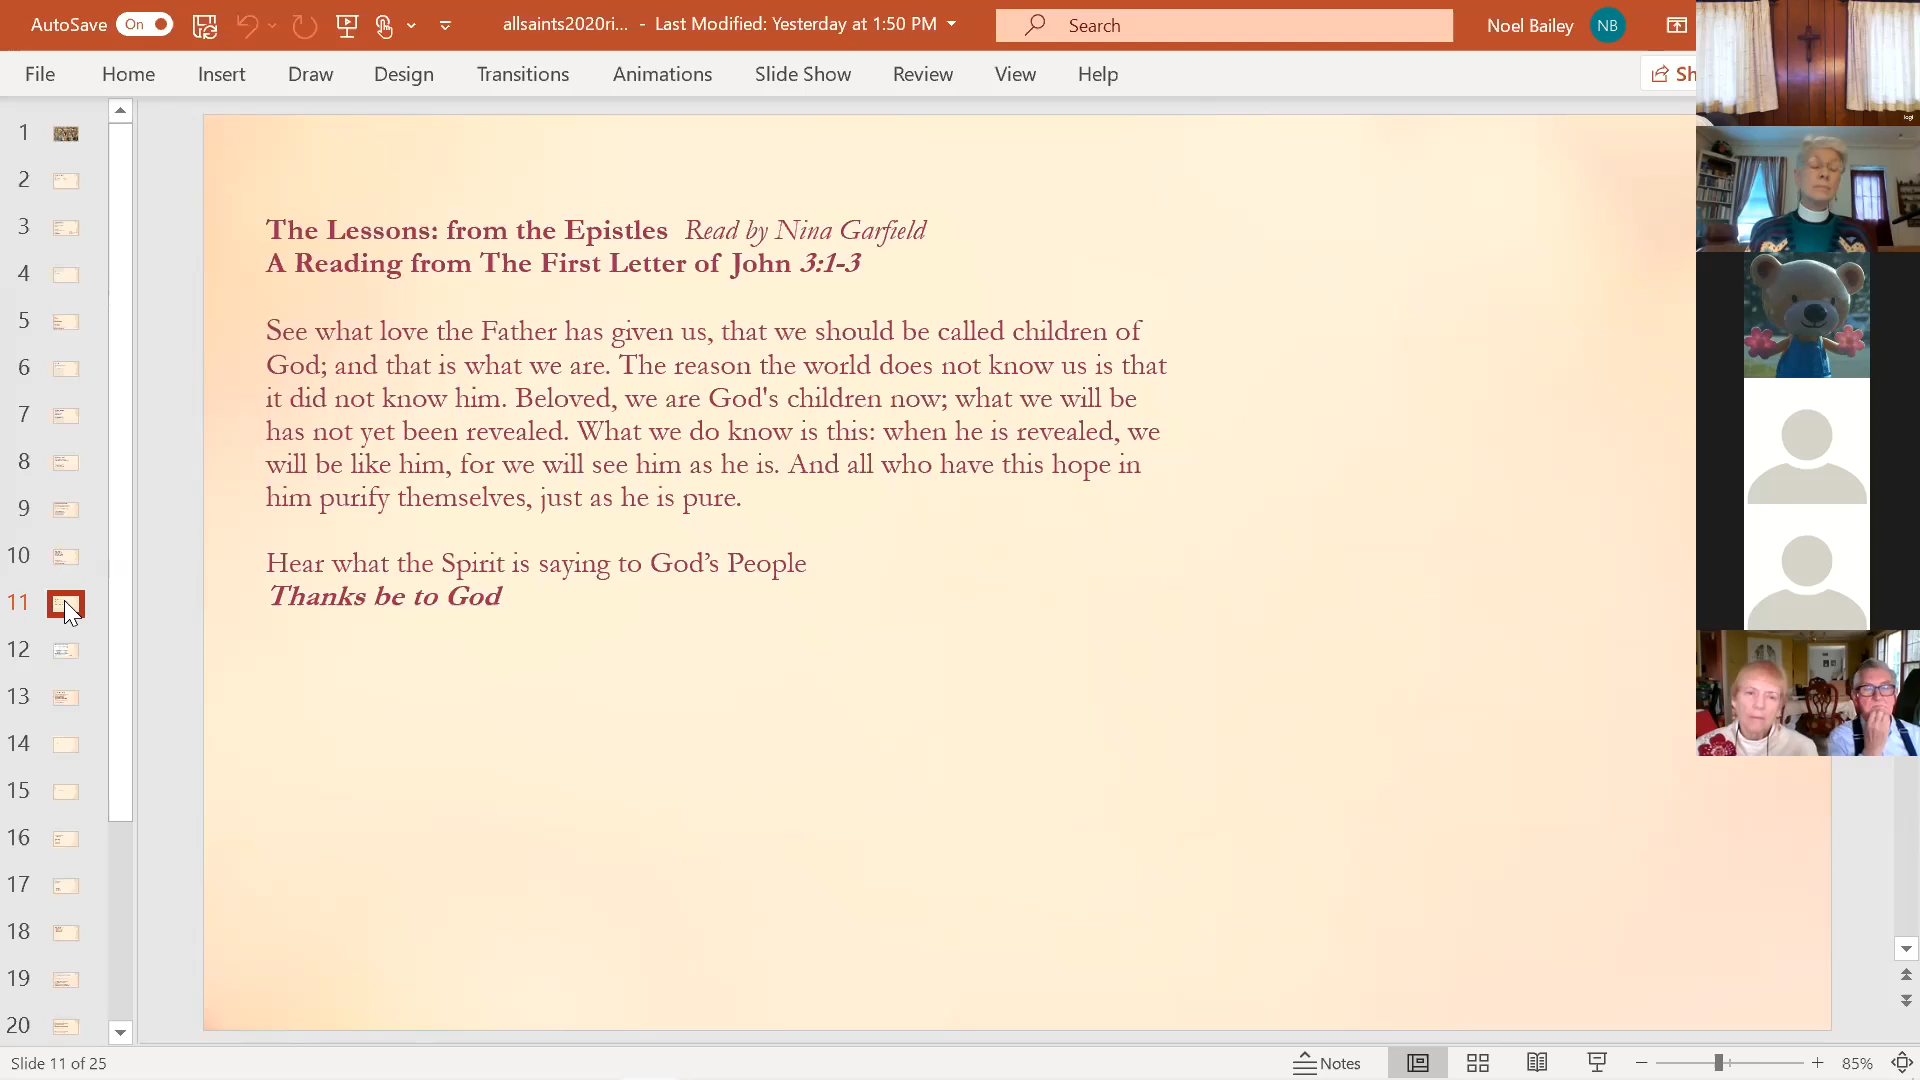 AutoSave On allsaints2020ri... - Last Modified: Yesterday at 1:50 PM Search Noel Bailey NB
File Home Insert Draw Design Transitions Animations Slide Show Review View Help Sh
1
2
3
4
5
6
7
8
9
10
11
12
13
14
15
16
17
18
19
20
The Lessons: from the Epistles Read by Nina Garfield
A Reading from The First Letter of John 3:1-3
See what love the Father has given us, that we should be called children of
God; and that is what we are. The reason the world does not know us is that
it did not know him. Beloved, we are God's children now; what we will be
has not yet been revealed. What we do know is this: when he is revealed, we
will be like him, for we will see him as he is. And all who have this hope in
him purify themselves, just as he is pure.
Hear what the Spirit is saying to God’s People
Thanks be to God
logi
Slide 11 of 25 Notes 85%